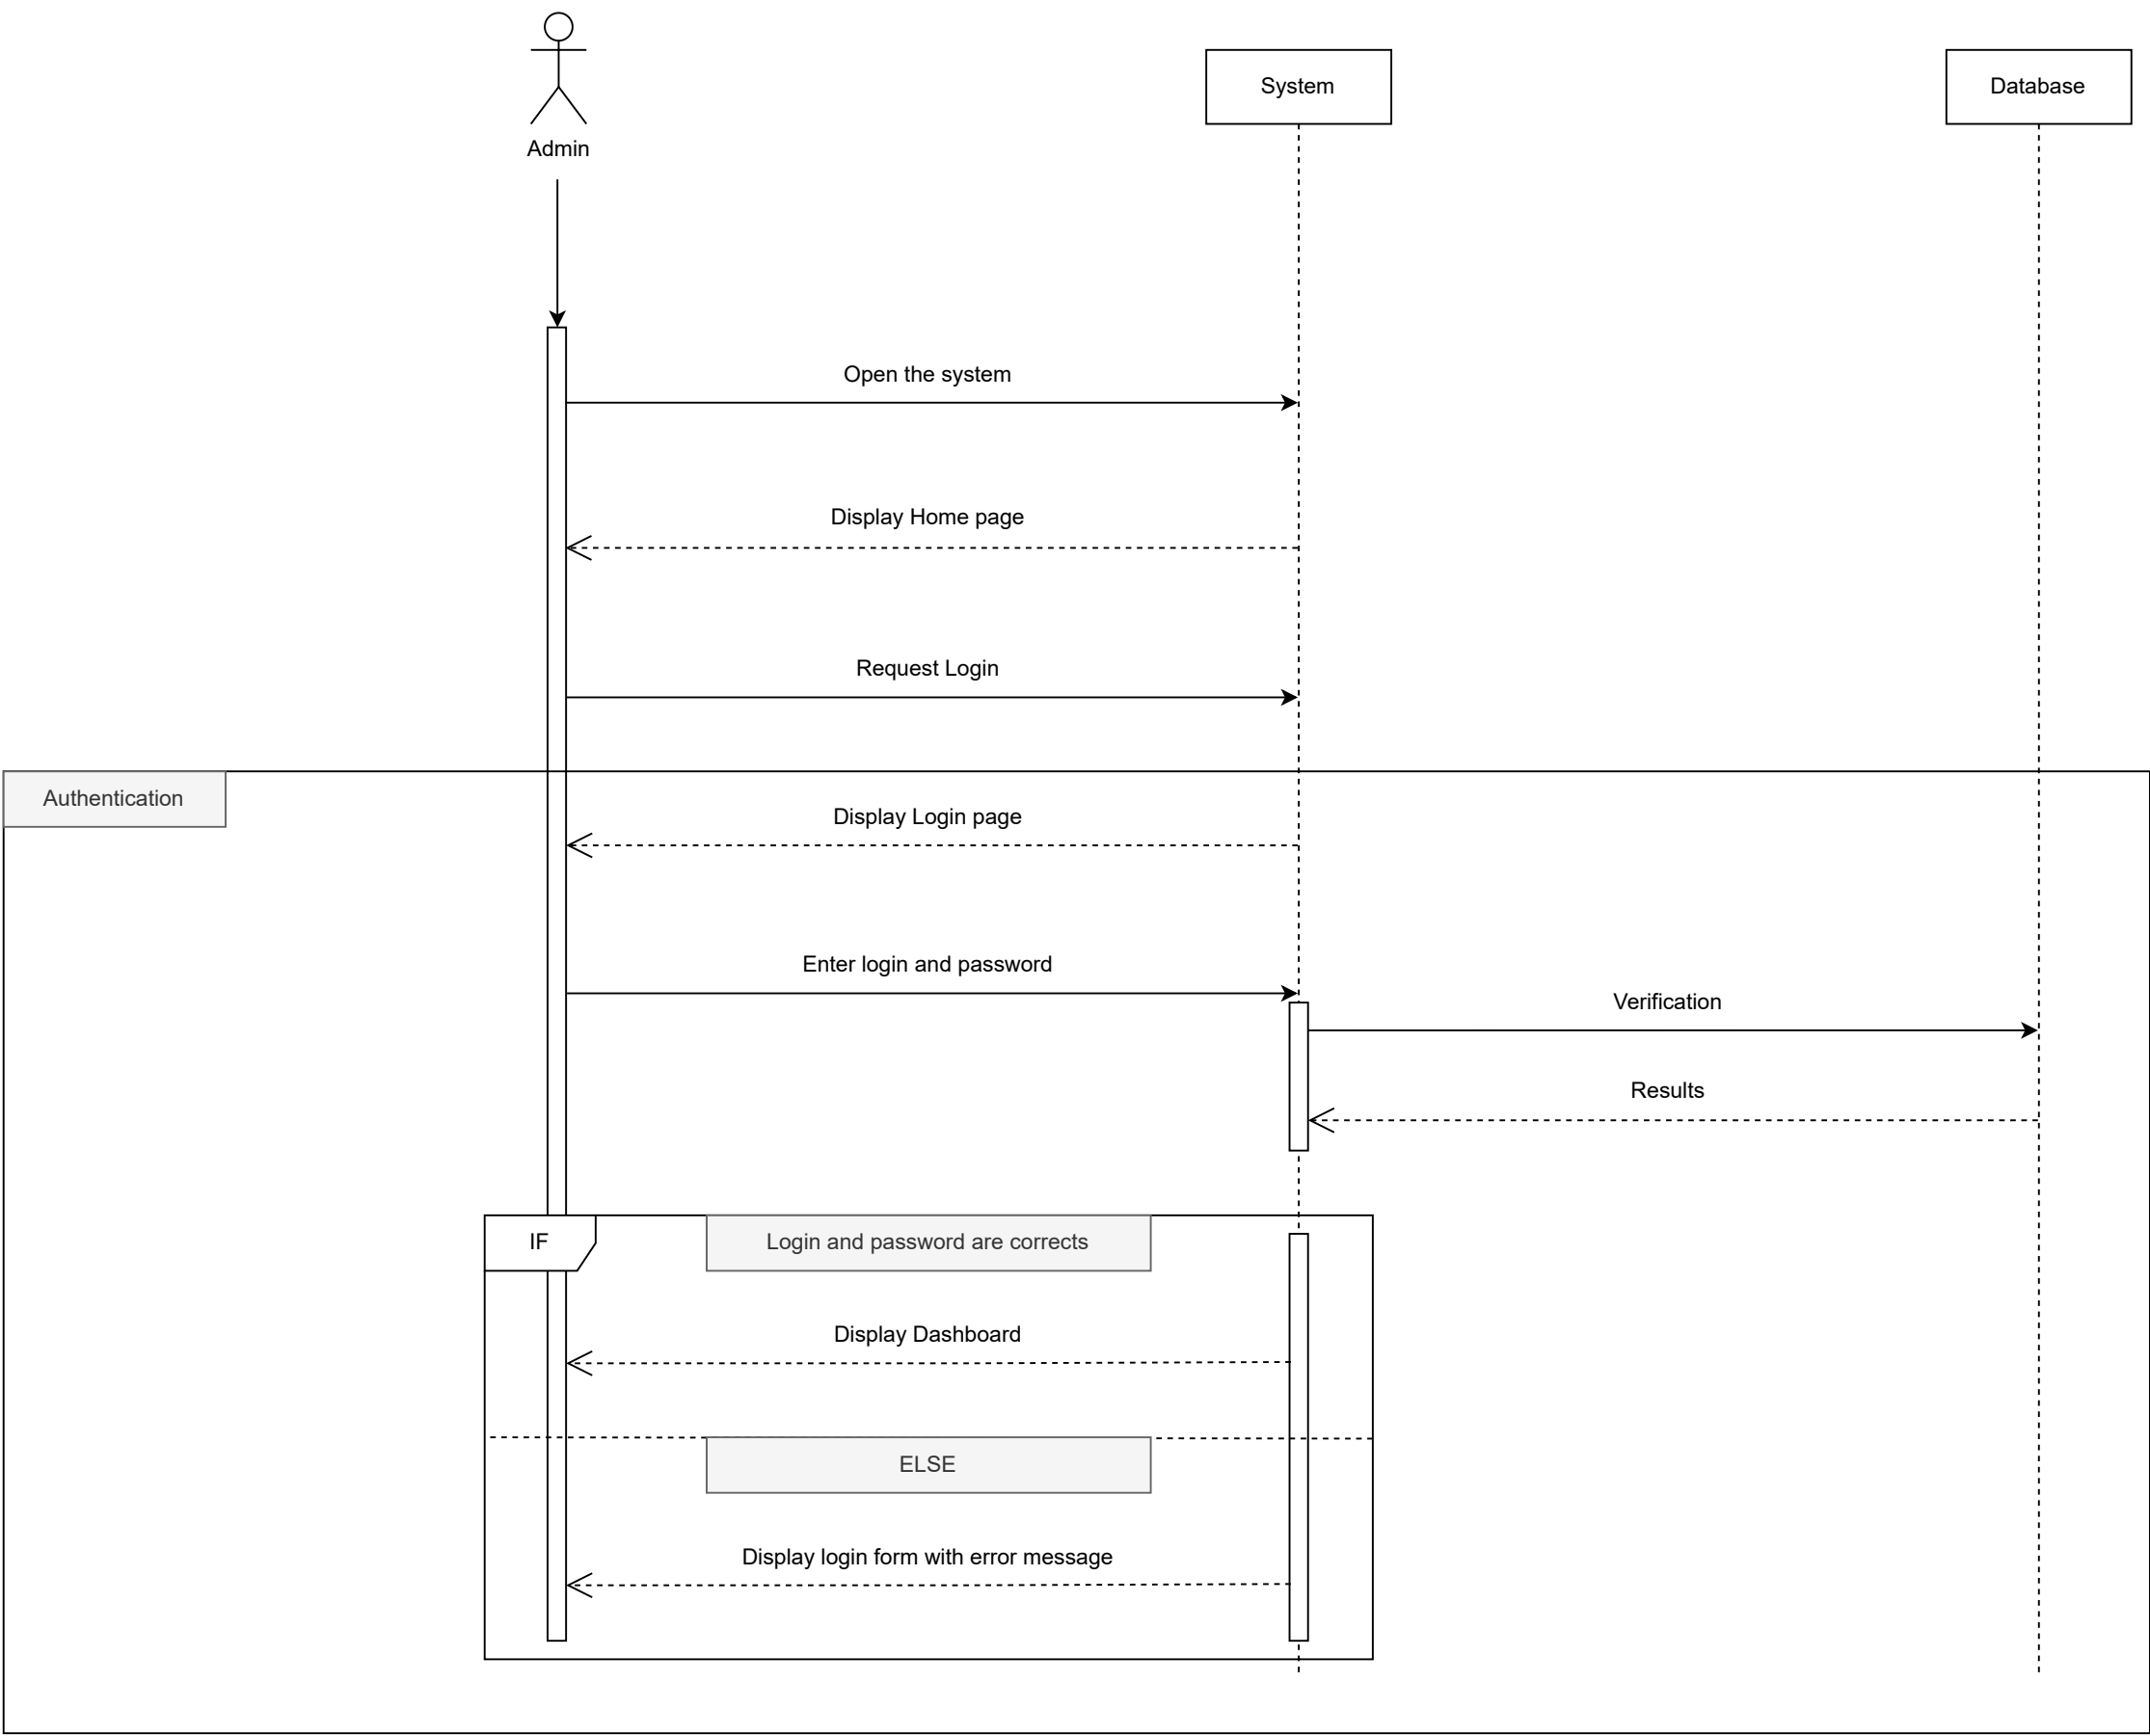 System
Database
Admin
Open the system
Display Home page
Request Login
Authentication
Display Login page
Enter login and password
Verification
Results
IF
Login and password are corrects
Display Dashboard
ELSE
Display login form with error message